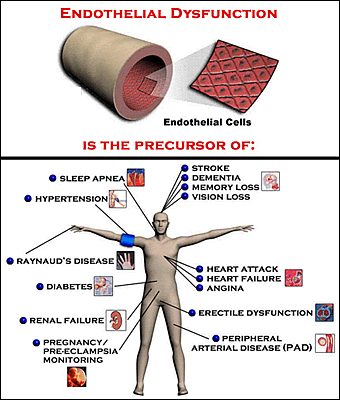 Endothelial Dysfunction
Endothelial Cells
is the precursor of:
Sleep Apnea
Hypertension
Raynaud's Disease
Diabetes
Renal Failure
Pregnancy/
Pre-Eclampsia
Monitoring
Stroke
Dementia
Memory Loss
Vision Loss
Heart Attack
Heart Failure
Angina
Erectile Dysfunction
Peripheral
Arterial Disease (PAD)